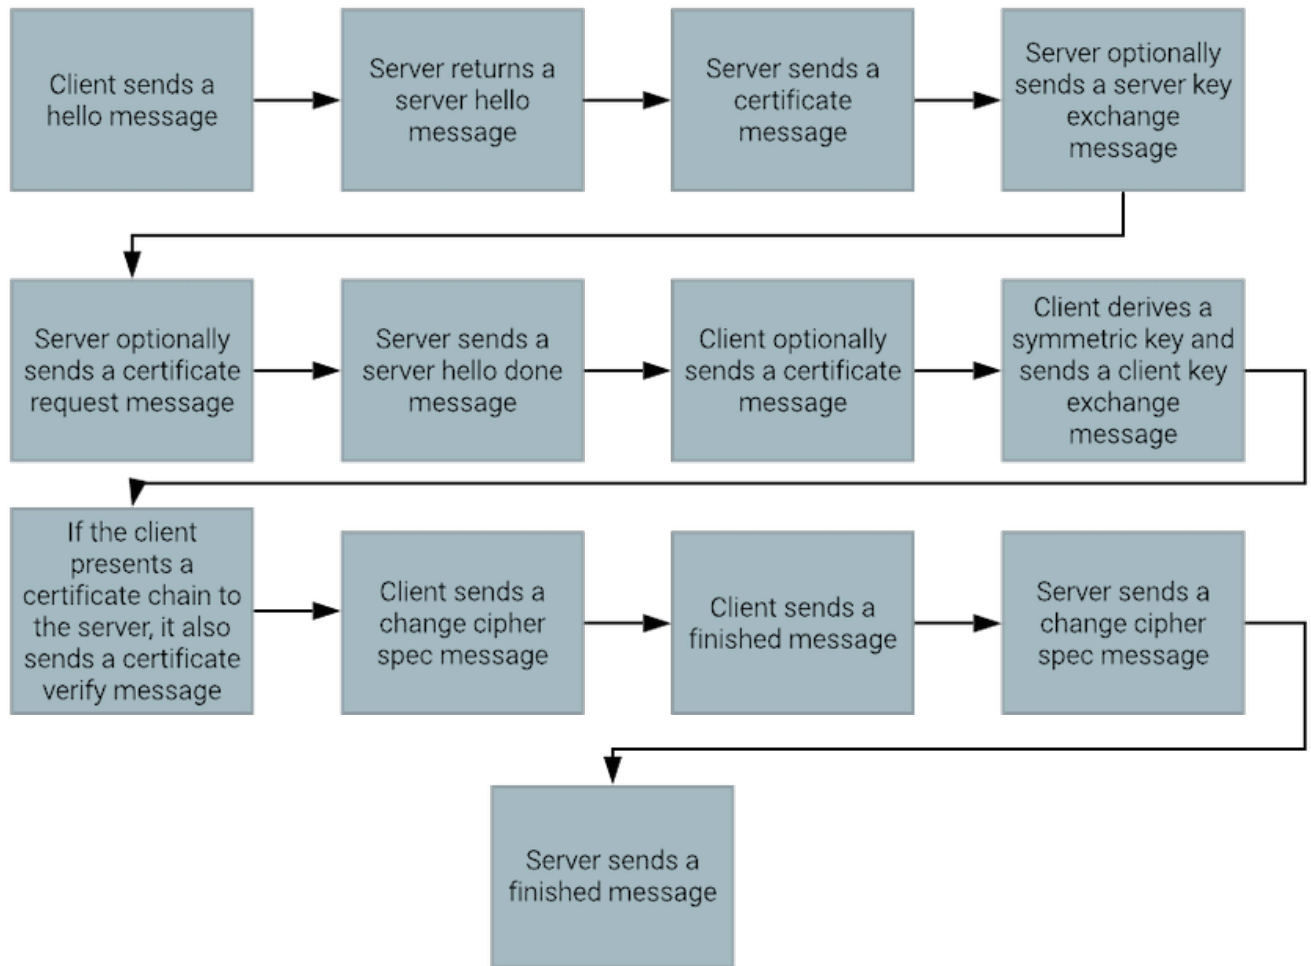 Client sends a
hello message
Server returns a
server hello
message
Server sends a
certificate
message
Server optionally
sends a server key
exchange
message
Server optionally
sends a certificate
request message
Server sends a
server hello done
message
Client optionally
sends a certificate
message
Client derives a
symmetric key and
sends a client key
exchange
message
If the client
presents a
certificate chain to
the server, it also
sends a certificate
verify message
Client sends a
change cipher
spec message
Client sends a
finished message
Server sends a
change cipher
spec message
Server sends a
finished message